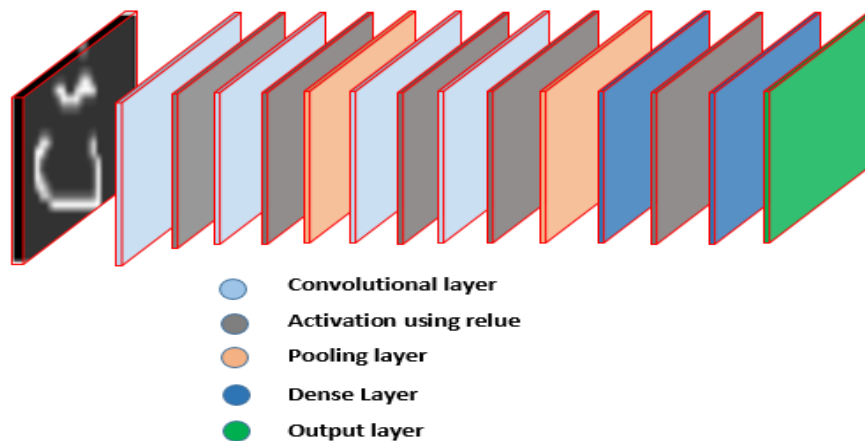 ث
Convolutional layer
Activation using relue
Pooling layer
Dense Layer
Output layer